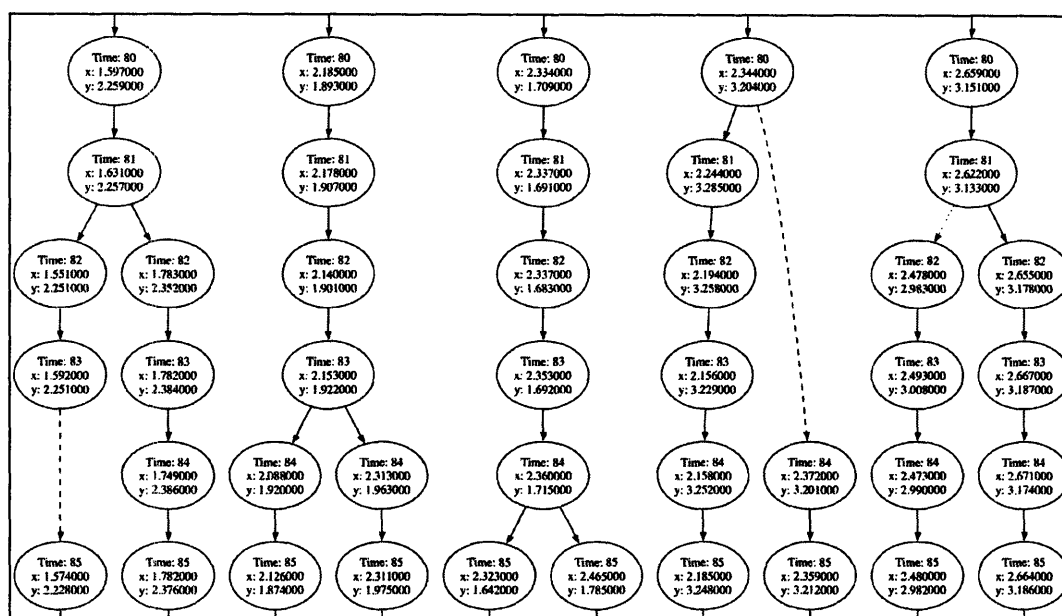 Time: 80
x: 1.597000
y: 2.259000
Time: 80
x: 2.185000
y: 1.893000
Time: 80
x: 2.334000
y: 1.709000
Time: 80
x: 2.344000
y: 3.204000
Time: 80
x: 2.659000
y: 3.151000
Time: 81
x: 1.631000
y: 2.257000
Time: 81
x: 2.178000
y: 1.907000
Time: 81
x: 2.337000
y: 1.691000
Time: 81
x: 2.244000
y: 3.285000
Time: 81
x: 2.622000
y: 3.133000
Time: 82
x: 1.551000
y: 2.251000
Time: 82
x: 1.783000
y: 2.352000
Time: 82
x: 2.140000
y: 1.901000
Time: 82
x: 2.337000
y: 1.683000
Time: 82
x: 2.194000
y: 3.258000
Time: 82
x: 2.478000
y: 2.983000
Time: 82
x: 2.655000
y: 3.178000
Time: 83
x: 1.592000
y: 2.251000
Time: 83
x: 1.782000
y: 2.384000
Time: 83
x: 2.153000
y: 1.922000
Time: 83
x: 2.353000
y: 1.692000
Time: 83
x: 2.156000
y: 3.229000
Time: 83
x: 2.493000
y: 3.008000
Time: 83
x: 2.667000
y: 3.187000
Time: 84
x: 1.749000
y: 2.386000
Time: 84
x: 2.088000
y: 1.920000
Time: 84
x: 2.313000
y: 1.963000
Time: 84
x: 2.360000
y: 1.715000
Time: 84
x: 2.158000
y: 3.252000
Time: 84
x: 2.372000
y: 3.201000
Time: 84
x: 2.473000
y: 2.990000
Time: 84
x: 2.671000
y: 3.174000
Time: 85
x: 1.574000
y: 2.228000
Time: 85
x: 1.782000
y: 2.376000
Time: 85
x: 2.126000
y: 1.874000
Time: 85
x: 2.311000
y: 1.975000
Time: 85
x: 2.323000
y: 1.642000
Time: 85
x: 2.465000
y: 1.785000
Time: 85
x: 2.185000
y: 3.248000
Time: 85
x: 2.359000
y: 3.212000
Time: 85
x: 2.480000
y: 2.982000
Time: 85
x: 2.664000
y: 3.186000